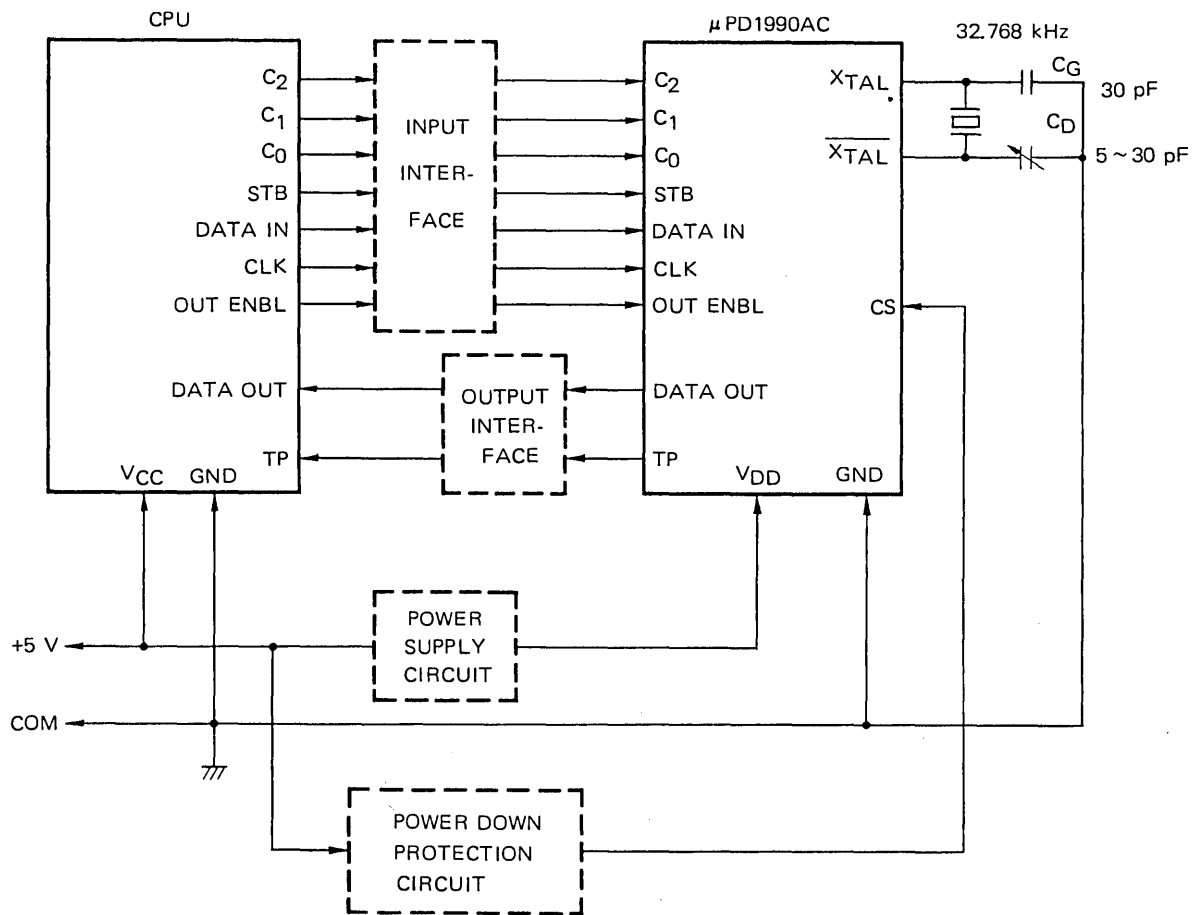 CPU
μPD1990AC
32.768 kHz
C2
C1
C0
STB
DATA IN
CLK
OUT ENBL
DATA OUT
TP
VCC
GND
INPUT
INTER-
FACE
OUTPUT
INTER-
FACE
C2
C1
C0
STB
DATA IN
CLK
OUT ENBL
DATA OUT
TP
VDD
GND
XTAL
XTAL
CS
CG
30 pF
CD
5 ~ 30 pF
+5 V
COM
POWER
SUPPLY
CIRCUIT
POWER DOWN
PROTECTION
CIRCUIT